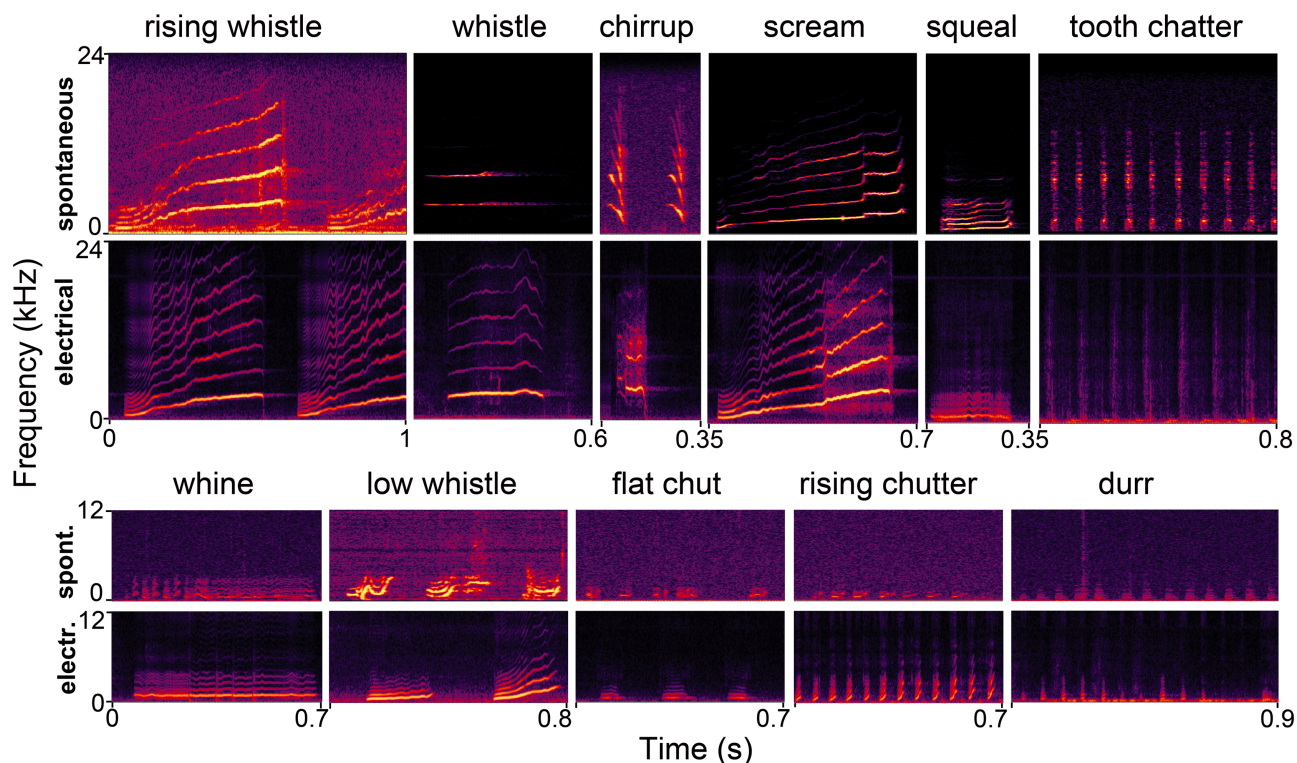 rising whistle whistle chirrup scream squeal tooth chatter
24
spontaneous
0
24
electrical
0
0 1 0.6 0.35 0.7 0.35 0.8
Frequency (kHz)
whine low whistle flat chut rising chutter durr
12
spont.
0
12
electr.
0
0 0.7 0.8 0.7 0.7 0.9
Time (s)